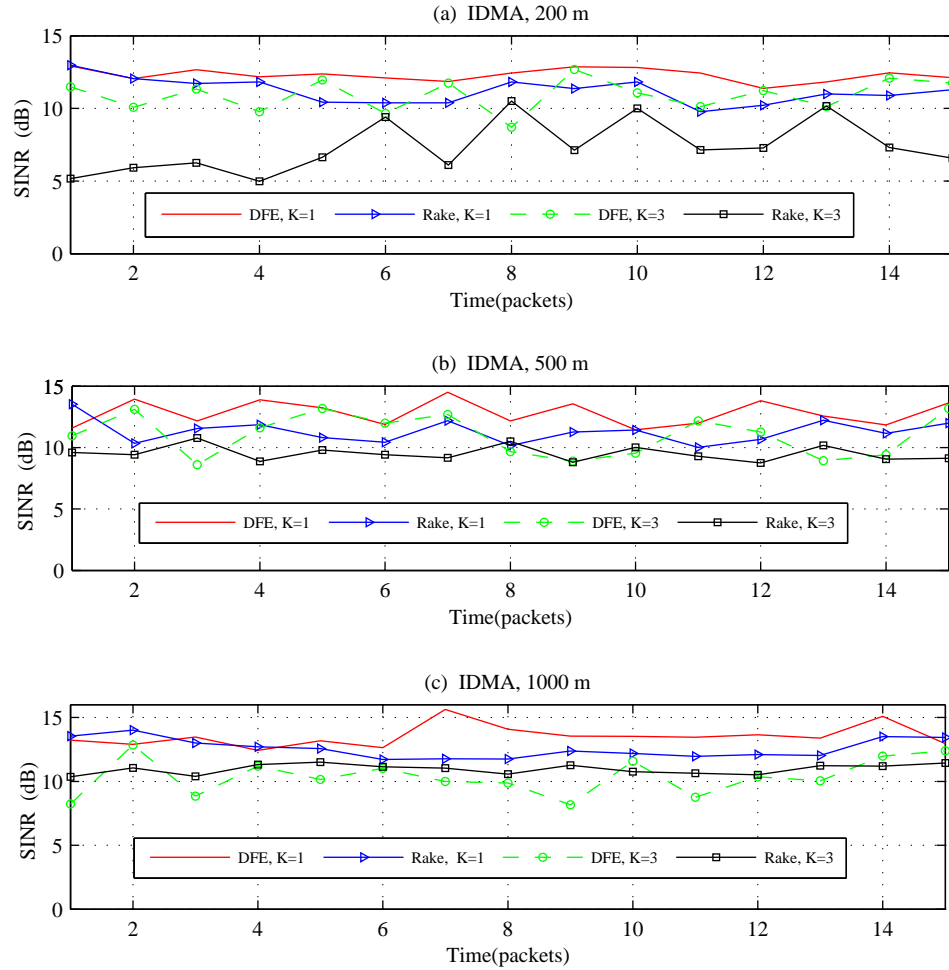 (a) IDMA, 200 m
15
10
5
0
SINR (dB)
DFE, K=1 Rake, K=1 DFE, K=3 Rake, K=3
2 4 6 8 10 12 14
Time(packets)
(b) IDMA, 500 m
15
10
5
0
SINR (dB)
DFE, K=1 Rake, K=1 DFE, K=3 Rake, K=3
2 4 6 8 10 12 14
Time(packets)
(c) IDMA, 1000 m
15
10
5
0
SINR (dB)
DFE, K=1 Rake, K=1 DFE, K=3 Rake, K=3
2 4 6 8 10 12 14
Time(packets)